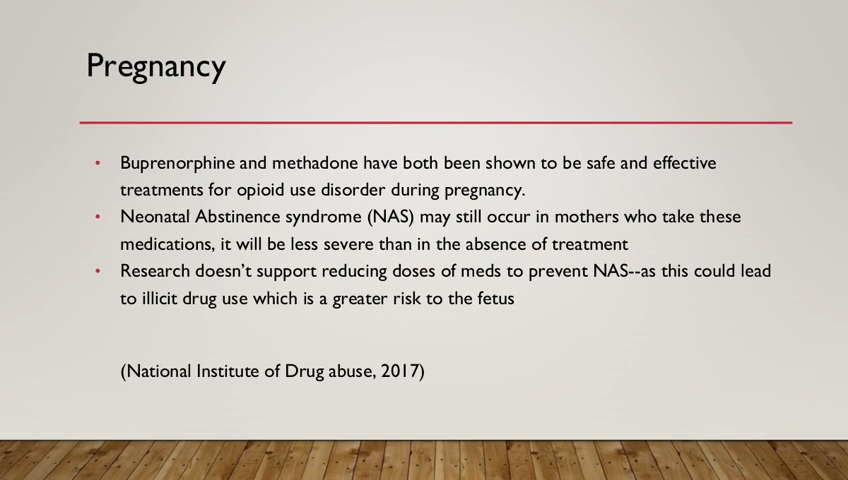 Pregnancy
• Buprenorphine and methadone have both been shown to be safe and effective
treatments for opioid use disorder during pregnancy.
• Neonatal Abstinence syndrome (NAS) may still occur in mothers who take these
medications, it will be less severe than in the absence of treatment
• Research doesn’t support reducing doses of meds to prevent NAS--as this could lead
to illicit drug use which is a greater risk to the fetus
(National Institute of Drug abuse, 2017)